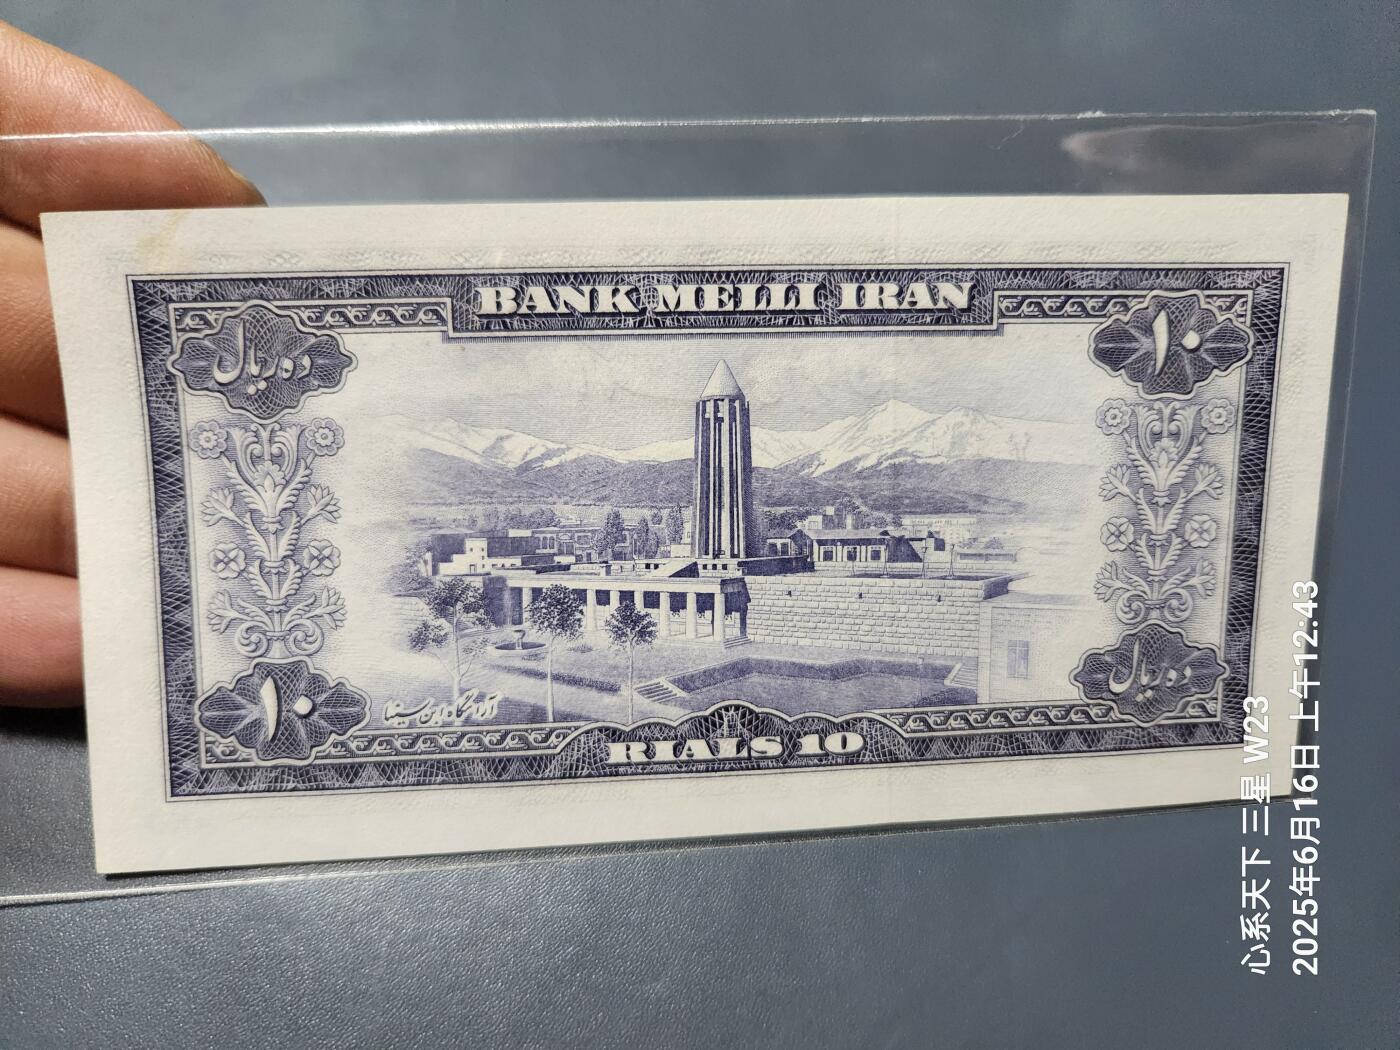 BANK MELLI IRAN
ده ریال
۱۰
۱۰
آرامگاه ابن سینا
ده ریال
RIALS 10
心系天下 三星 W23
2025年6月16日 上午12:43